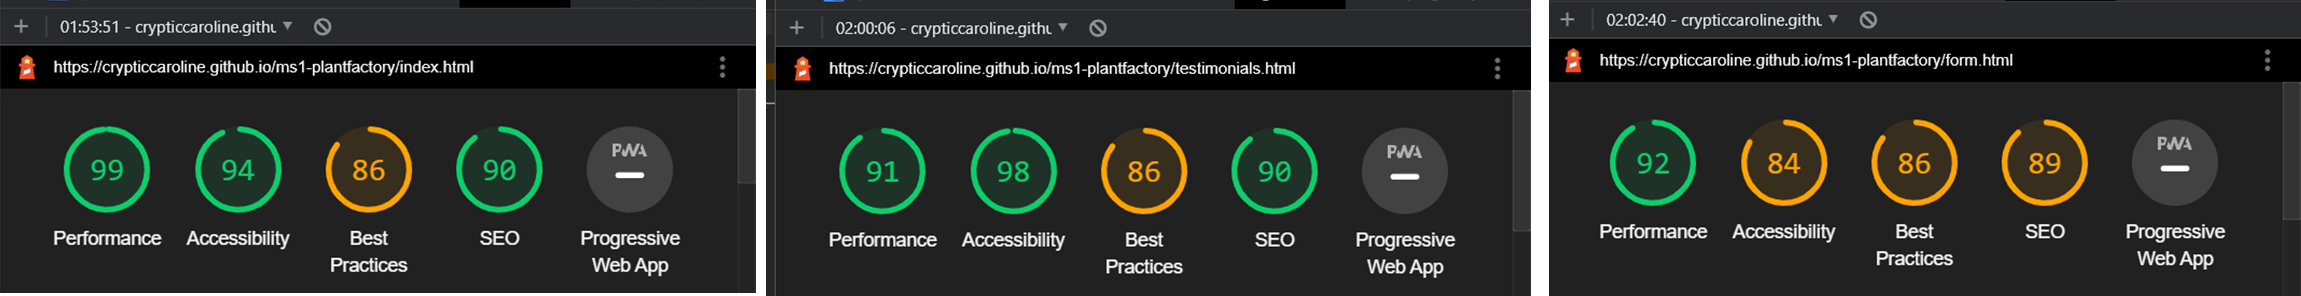 01:53:51 - crypticcaroline.githu
https://crypticcaroline.github.io/ms1-plantfactory/index.html
99
94
86
90
PWA
Performance
Accessibility
Best
Practices
SEO
Progressive
Web App
02:00:06 - crypticcaroline.githu
https://crypticcaroline.github.io/ms1-plantfactory/testimonials.html
91
98
86
90
PWA
Performance
Accessibility
Best
Practices
SEO
Progressive
Web App
02:02:40 - crypticcaroline.githu
https://crypticcaroline.github.io/ms1-plantfactory/form.html
92
84
86
89
PWA
Performance
Accessibility
Best
Practices
SEO
Progressive
Web App